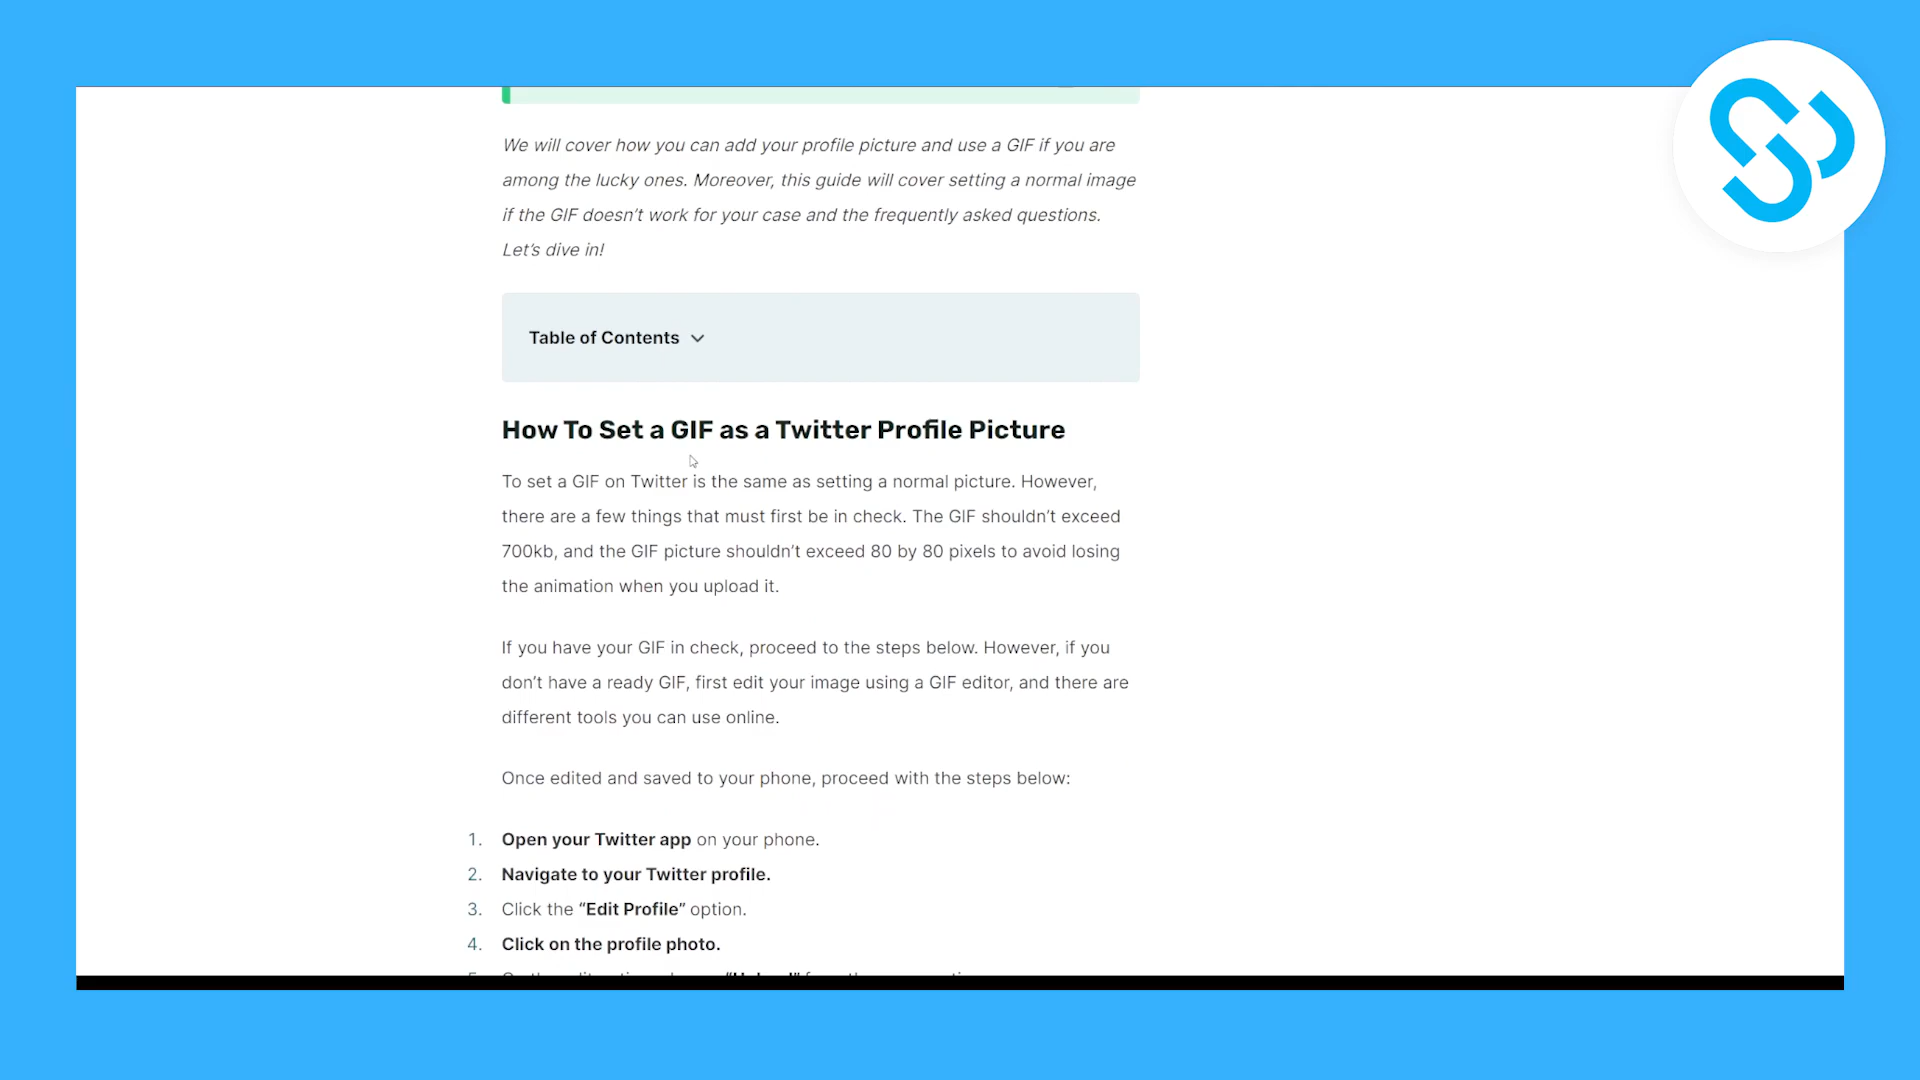 We will cover how you can add your profile picture and use a GIF if you are
among the lucky ones. Moreover, this guide will cover setting a normal image
if the GIF doesn’t work for your case and the frequently asked questions.
Let’s dive in!
Table of Contents
How To Set a GIF as a Twitter Profile Picture
To set a GIF on Twitter is the same as setting a normal picture. However,
there are a few things that must first be in check. The GIF shouldn’t exceed
700kb, and the GIF picture shouldn’t exceed 80 by 80 pixels to avoid losing
the animation when you upload it.
If you have your GIF in check, proceed to the steps below. However, if you
don’t have a ready GIF, first edit your image using a GIF editor, and there are
different tools you can use online.
Once edited and saved to your phone, proceed with the steps below:
1. Open your Twitter app on your phone.
2. Navigate to your Twitter profile.
3. Click the “Edit Profile” option.
4. Click on the profile photo.